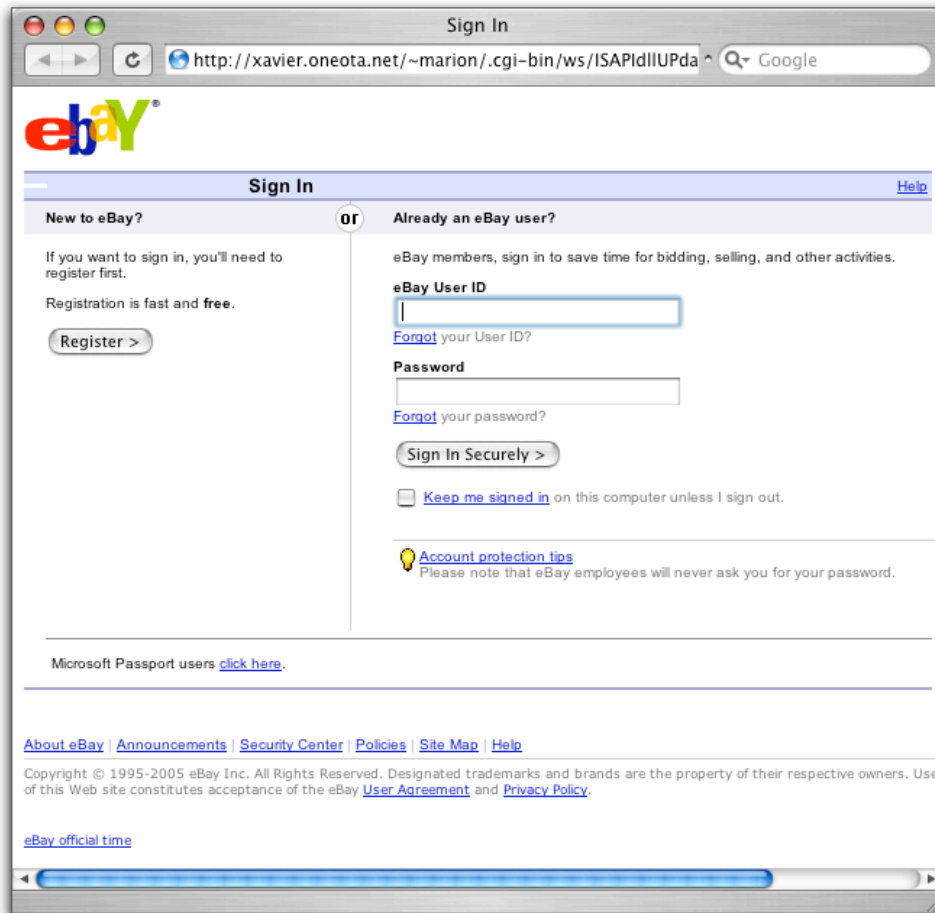 Sign In
http://xavier.oneota.net/~marion/.cgi-bin/ws/ISAPIdllUPda
Google
ebaY®
Sign In
Help
New to eBay?
or
Already an eBay user?
If you want to sign in, you'll need to
register first.
Registration is fast and free.
Register >
eBay members, sign in to save time for bidding, selling, and other activities.
eBay User ID
Forgot your User ID?
Password
Forgot your password?
Sign In Securely >
Keep me signed in on this computer unless I sign out.
Account protection tips
Please note that eBay employees will never ask you for your password.
Microsoft Passport users click here.
About eBay | Announcements | Security Center | Policies | Site Map | Help
Copyright © 1995-2005 eBay Inc. All Rights Reserved. Designated trademarks and brands are the property of their respective owners. Use
of this Web site constitutes acceptance of the eBay User Agreement and Privacy Policy.
eBay official time